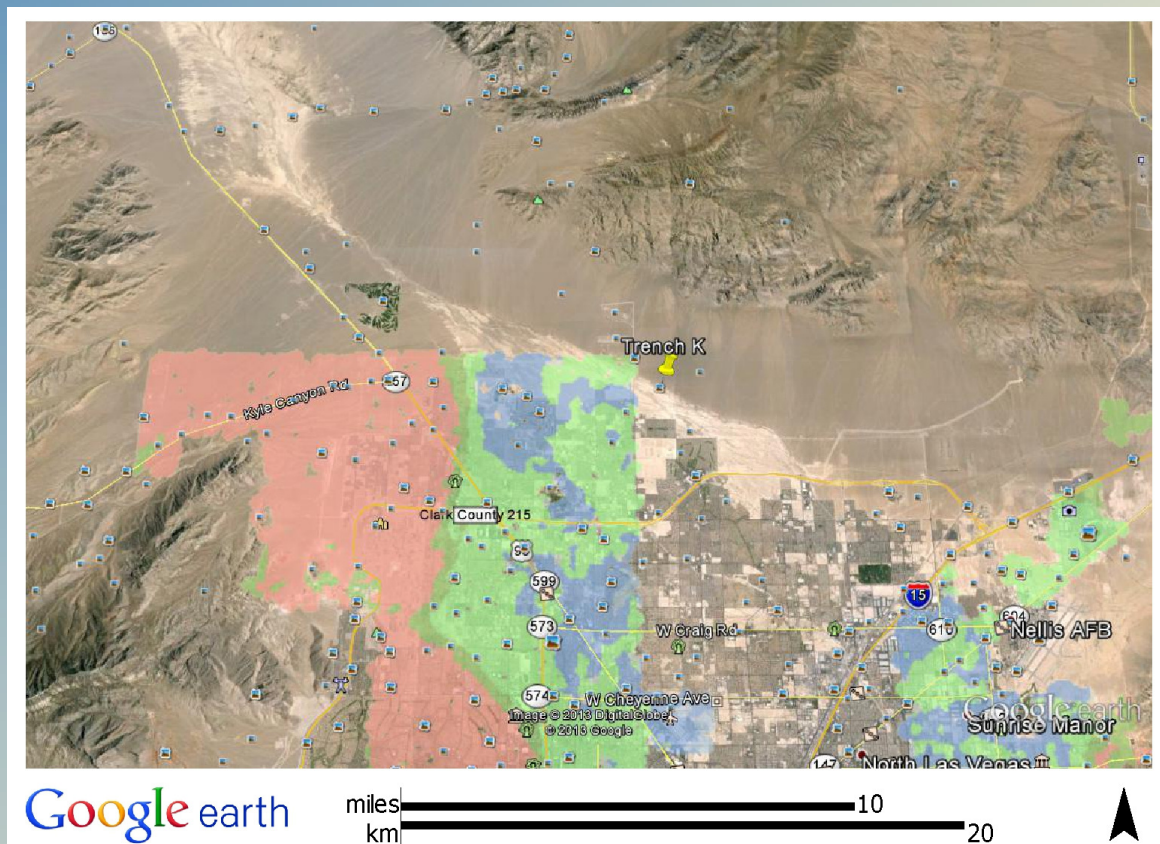 Trench K
57
Kyle Canyon Rd
Clark County 215
95
599
15
573
W Craig Rd
610
604
Nellis AFB
574
W Cheyenne Ave
Image © 2013 DigitalGlobe
© 2013 Google
Google earth
Sunrise Manor
147
North Las Vegas
Google earth
miles 10
km 20